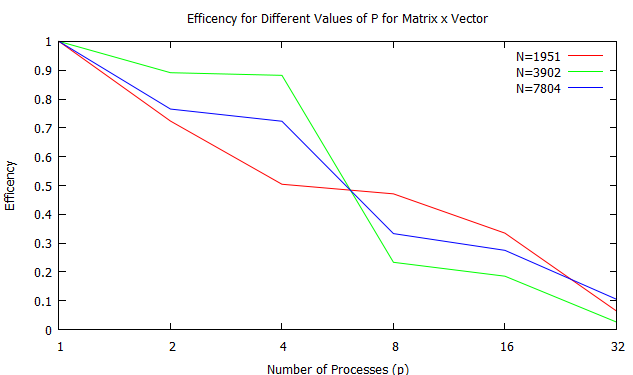 Efficency for Different Values of P for Matrix x Vector
N=1951
N=3902
N=7804
1
0.9
0.8
0.7
0.6
0.5
0.4
0.3
0.2
0.1
0
Efficency
1 2 4 8 16 32
Number of Processes (p)